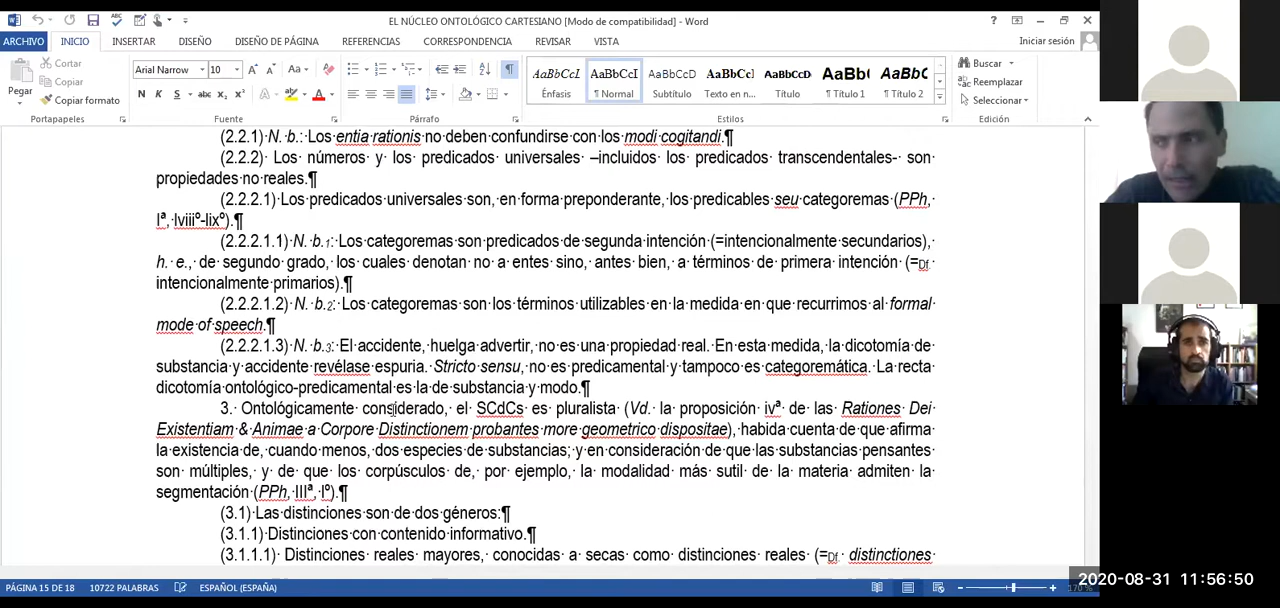 EL NÚCLEO ONTOLÓGICO CARTESIANO [Modo de compatibilidad] - Word
ARCHIVO INICIO INSERTAR DISEÑO DISEÑO DE PÁGINA REFERENCIAS CORRESPONDENCIA REVISAR VISTA Iniciar sesión
Pegar Cortar Copiar Copiar formato
Arial Narrow 10
AaBbCcI AaBbCcI AaBbCcD AaBbCcI AaBbCcD AaBb( AaBbC
Énfasis ¶ Normal Subtítulo Texto en n... Título ¶ Título 1 ¶ Título 2
Buscar Reemplazar Seleccionar
Portapapeles Fuente Párrafo Estilos Edición
(2.2.1) N. b.: Los entia rationis no deben confundirse con los modi cogitandi.¶
(2.2.2) Los números y los predicados universales –incluidos los predicados transcendentales- son
propiedades no reales.¶
(2.2.2.1) Los predicados universales son, en forma preponderante, los predicables seu categoremas (PPh,
Iª, lviiiº-lixº).¶
(2.2.2.1.1) N. b.1: Los categoremas son predicados de segunda intención (=intencionalmente secundarios),
h. e., de segundo grado, los cuales denotan no a entes sino, antes bien, a términos de primera intención (=Df
intencionalmente primarios).¶
(2.2.2.1.2) N. b.2: Los categoremas son los términos utilizables en la medida en que recurrimos al formal
mode of speech.¶
(2.2.2.1.3) N. b.3: El accidente, huelga advertir, no es una propiedad real. En esta medida, la dicotomía de
substancia y accidente revélase espuria. Stricto sensu, no es predicamental y tampoco es categoremática. La recta
dicotomía ontológico-predicamental es la de substancia y modo.¶
3. Ontológicamente considerado, el SCdCs es pluralista (Vd. la proposición ivª de las Rationes Dei
Existentiam & Animae a Corpore Distinctionem probantes more geometrico dispositae), habida cuenta de que afirma
la existencia de, cuando menos, dos especies de substancias; y en consideración de que las substancias pensantes
son múltiples, y de que los corpúsculos de, por ejemplo, la modalidad más sutil de la materia admiten la
segmentación (PPh, IIIª, Iº).¶
(3.1) Las distinciones son de dos géneros:¶
(3.1.1) Distinciones con contenido informativo.¶
(3.1.1.1) Distinciones reales mayores, conocidas a secas como distinciones reales (=Df distinctiones
PÁGINA 15 DE 18 10722 PALABRAS ESPAÑOL (ESPAÑA) 170 %
2020-08-31 11:56:50